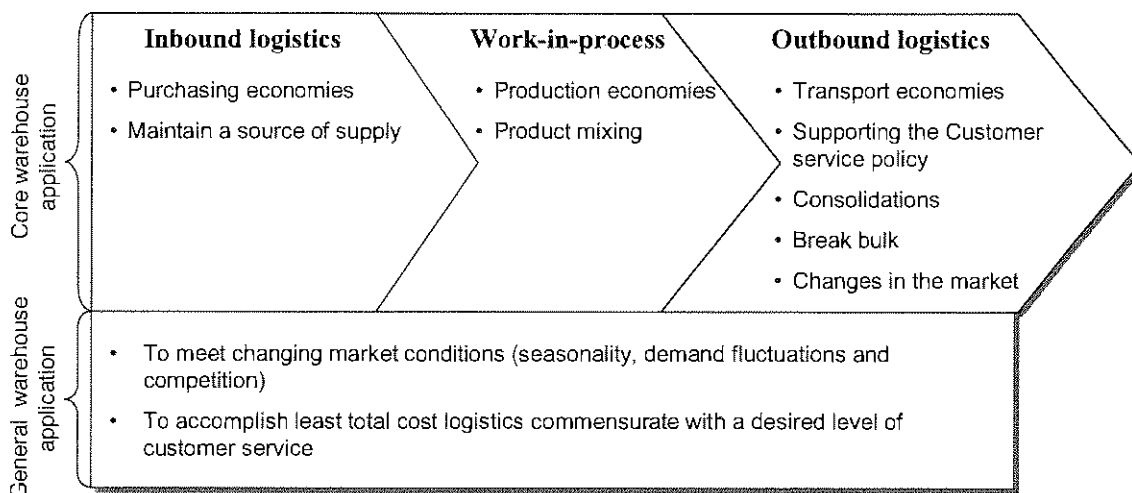 Core warehouse
application
Inbound logistics
• Purchasing economies
• Maintain a source of supply
Work-in-process
• Production economies
• Product mixing
Outbound logistics
• Transport economies
• Supporting the Customer
service policy
• Consolidations
• Break bulk
• Changes in the market
General warehouse
application
• To meet changing market conditions (seasonality, demand fluctuations and
competition)
• To accomplish least total cost logistics commensurate with a desired level of
customer service